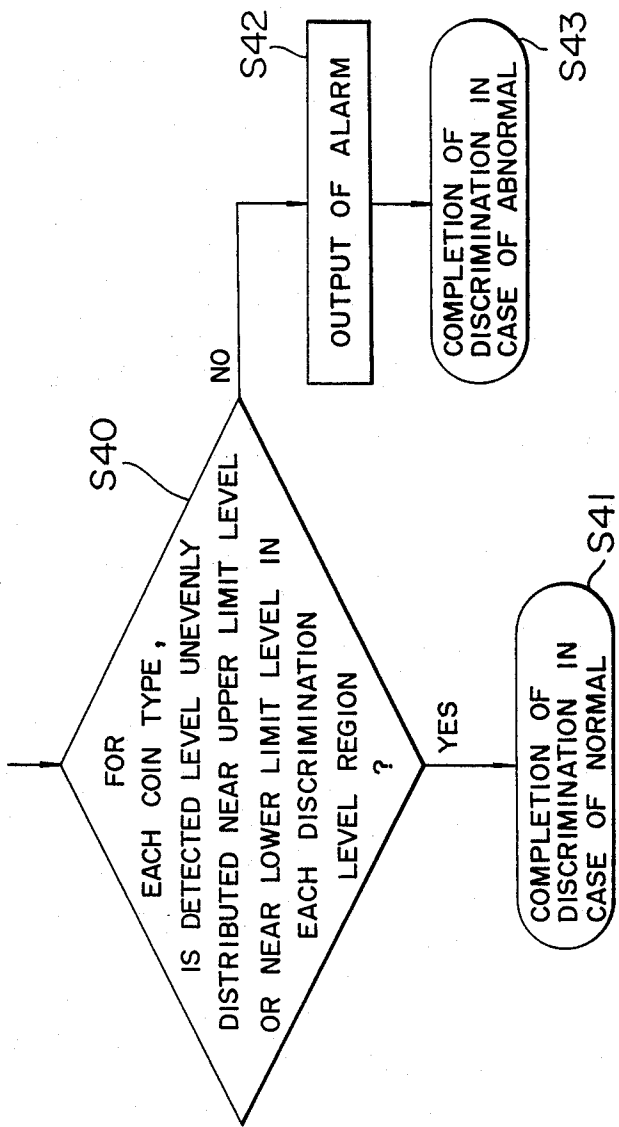 S40
FOR
EACH COIN TYPE,
IS DETECTED LEVEL UNEVENLY
DISTRIBUTED NEAR UPPER LIMIT LEVEL
OR NEAR LOWER LIMIT LEVEL IN
EACH DISCRIMINATION
LEVEL REGION
?
NO
YES
S42
OUTPUT OF ALARM
COMPLETION OF
DISCRIMINATION IN
CASE OF ABNORMAL
S43
COMPLETION OF
DISCRIMINATION IN
CASE OF NORMAL
S41